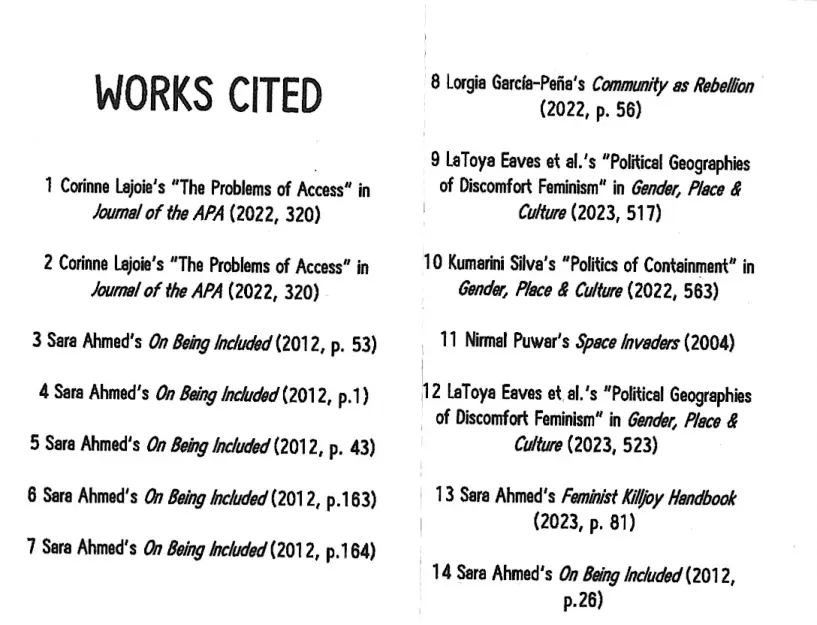 WORKS CITED
1 Corinne Lajoie's "The Problems of Access" in
Journal of the APA (2022, 320)
2 Corinne Lajoie's "The Problems of Access" in
Journal of the APA (2022, 320)
3 Sara Ahmed's On Being Included (2012, p. 53)
4 Sara Ahmed's On Being Included (2012, p.1)
5 Sara Ahmed's On Being Included (2012, p. 43)
6 Sara Ahmed's On Being Included (2012, p.163)
7 Sara Ahmed's On Being Included (2012, p.164)
8 Lorgia García-Peña's Community as Rebellion
(2022, p. 56)
9 LaToya Eaves et al.'s "Political Geographies
of Discomfort Feminism" in Gender, Place &
Culture (2023, 517)
10 Kumarini Silva's "Politics of Containment" in
Gender, Place & Culture (2022, 563)
11 Nirmal Puwar's Space Invaders (2004)
12 LaToya Eaves et al.'s "Political Geographies
of Discomfort Feminism" in Gender, Place &
Culture (2023, 523)
13 Sara Ahmed's Feminist Killjoy Handbook
(2023, p. 81)
14 Sara Ahmed's On Being Included (2012,
p.26)